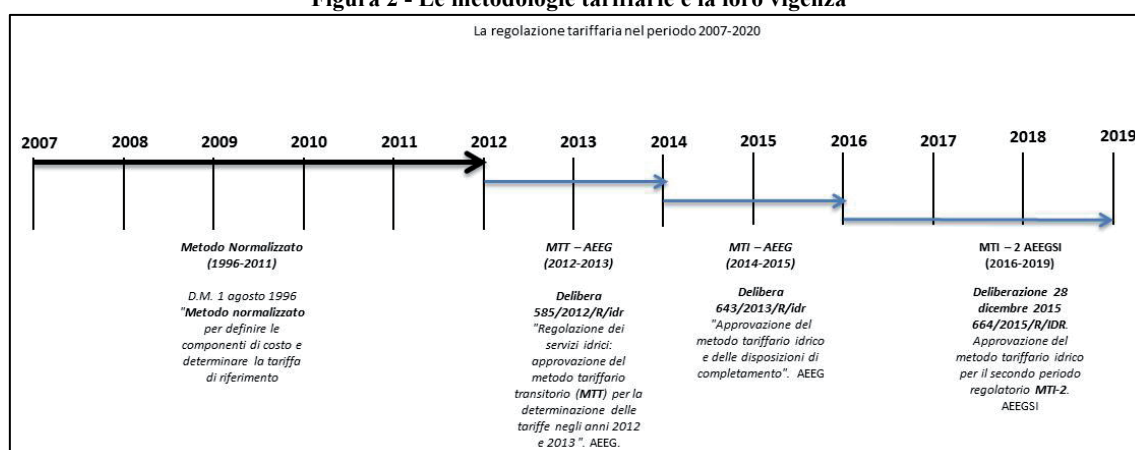 Figura 2 - Le metodologie tariffarie e la loro vigenza
La regolazione tariffaria nel periodo 2007-2020
2007 2008 2009 2010 2011 2012 2013 2014 2015 2016 2017 2018 2019
Metodo Normalizzato
(1996-2011)
D.M. 1 agosto 1996
"Metodo normalizzato
per definire le
componenti di costo e
determinare la tariffa
di riferimento
MTT – AEEG
(2012-2013)
Delibera
585/2012/R/idr
"Regolazione dei
servizi idrici:
approvazione del
metodo tariffario
transitorio (MTT) per la
determinazione delle
tariffe negli anni 2012
e 2013". AEEG.
MTI – AEEG
(2014-2015)
Delibera
643/2013/R/idr
"Approvazione del
metodo tariffario idrico
e delle disposizioni di
completamento". AEEG
MTI – 2 AEEGSI
(2016-2019)
Deliberazione 28
dicembre 2015
664/2015/R/IDR.
Approvazione del
metodo tariffario idrico
per il secondo periodo
regolatorio MTI-2.
AEEGSI